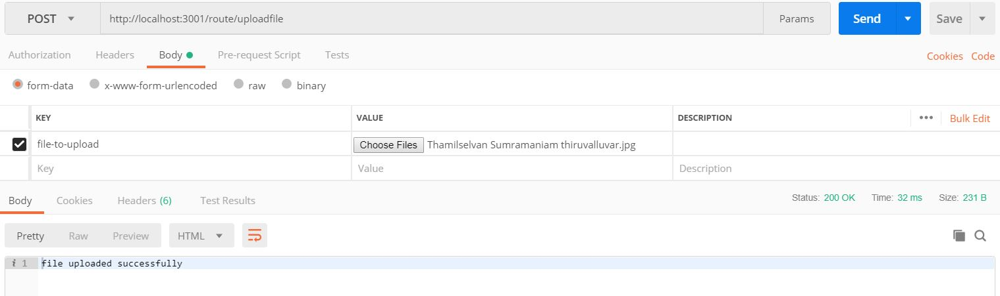 POST http://localhost:3001/route/uploadfile Params Send Save
Authorization Headers Body Pre-request Script Tests Cookies Code
form-data x-www-form-urlencoded raw binary
KEY VALUE DESCRIPTION ••• Bulk Edit
file-to-upload Choose Files Thamilselvan Sumramaniam thiruvalluvar.jpg
Key Value Description
Body Cookies Headers (6) Test Results Status: 200 OK Time: 32 ms Size: 231 B
Pretty Raw Preview HTML
i 1 file uploaded successfully